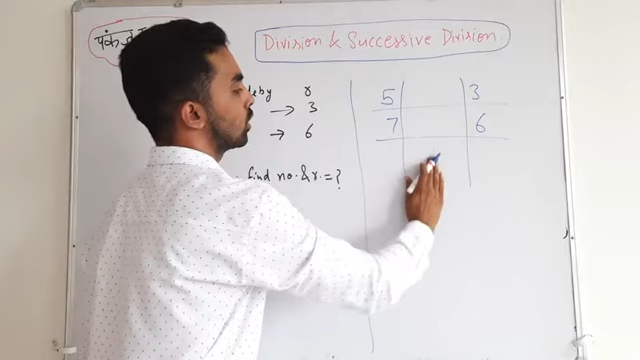 Division & Successive Division.
by r
→ 3
→ 6
find no. & r. = ?
5 3
7 6